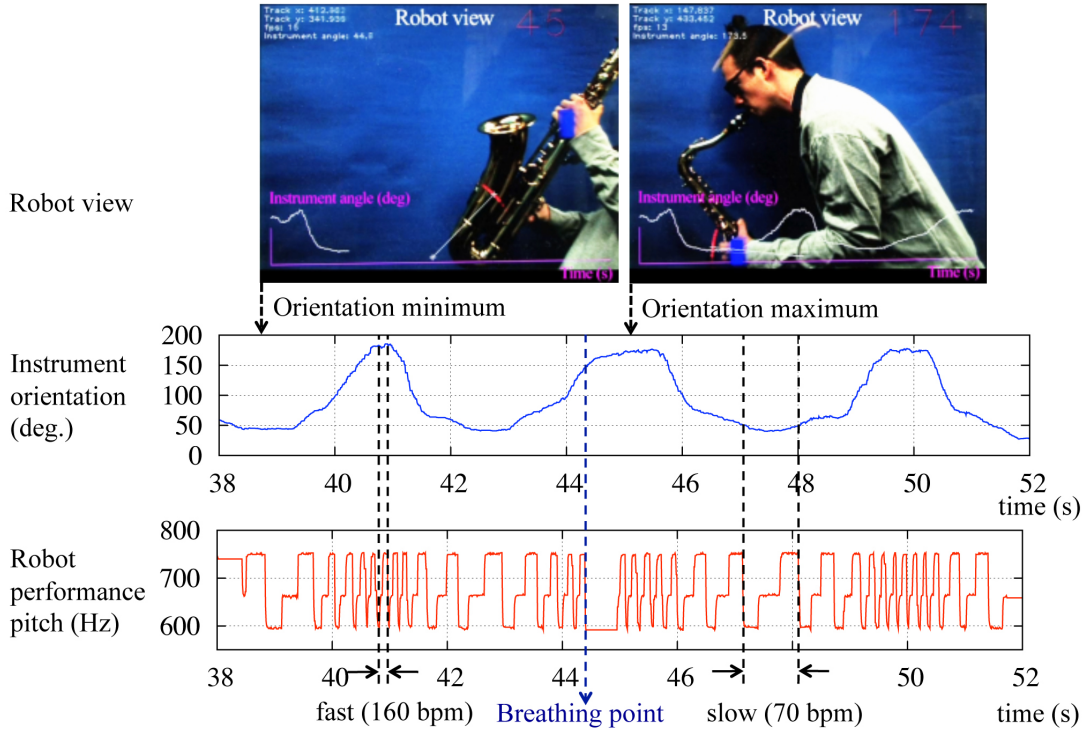 Track x: 412.862
Track y: 341.939
fps: 15
Instrument angle: 44.8
Robot view
45
Instrument angle (deg)
Time (s)
Track x: 147.837
Track y: 433.452
fps: 13
Instrument angle: 173.5
Robot view
174
Instrument angle (deg)
Time (s)
Robot view
Orientation minimum
Orientation maximum
Instrument
orientation
(deg.)
200
150
100
50
0
38 40 42 44 46 48 50 52
time (s)
Robot
performance
pitch (Hz)
800
700
600
38 40 42 44 46 48 50 52
fast (160 bpm)
Breathing point
slow (70 bpm)
time (s)